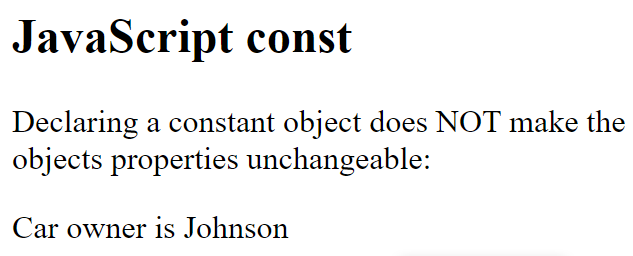 JavaScript const
Declaring a constant object does NOT make the
objects properties unchangeable:
Car owner is Johnson